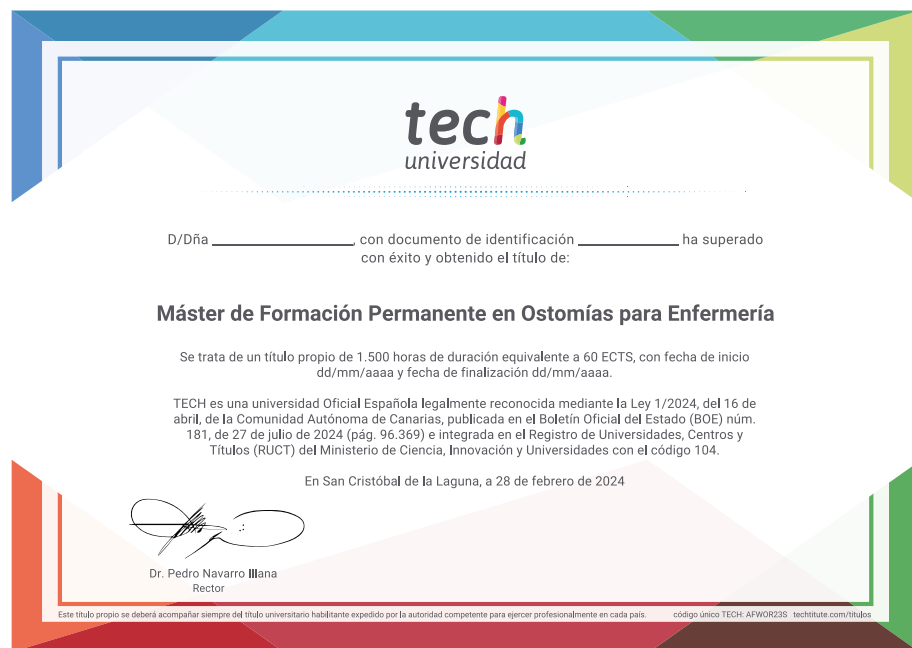 tech
universidad
D/Dña ____________________, con documento de identificación ______________ ha superado
con éxito y obtenido el título de:
Máster de Formación Permanente en Ostomías para Enfermería
Se trata de un título propio de 1.500 horas de duración equivalente a 60 ECTS, con fecha de inicio
dd/mm/aaaa y fecha de finalización dd/mm/aaaa.
TECH es una universidad Oficial Española legalmente reconocida mediante la Ley 1/2024, del 16 de
abril, de la Comunidad Autónoma de Canarias, publicada en el Boletín Oficial del Estado (BOE) núm.
181, de 27 de julio de 2024 (pág. 96.369) e integrada en el Registro de Universidades, Centros y
Títulos (RUCT) del Ministerio de Ciencia, Innovación y Universidades con el código 104.
En San Cristóbal de la Laguna, a 28 de febrero de 2024
Dr. Pedro Navarro Illana
Rector
Este título propio se deberá acompañar siempre del título universitario habilitante expedido por la autoridad competente para ejercer profesionalmente en cada país. código único TECH: AFWOR23S techtitute.com/titulos